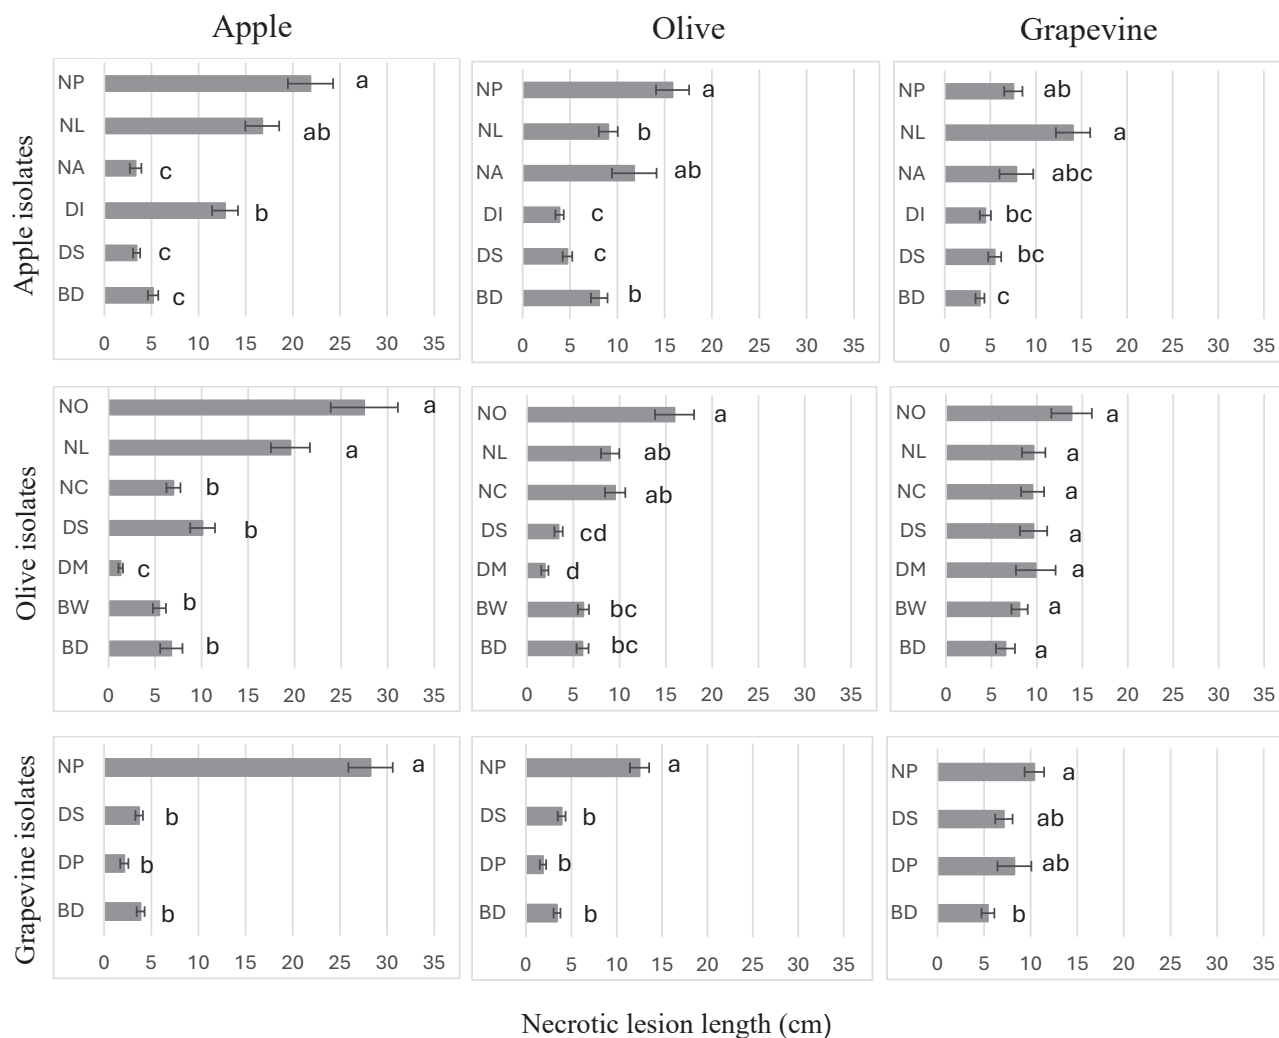 Apple Olive Grapevine
Apple isolates
NP a
NL ab
NA c
DI b
DS c
BD c
0 5 10 15 20 25 30 35
NP a
NL b
NA ab
DI c
DS c
BD b
0 5 10 15 20 25 30 35
NP ab
NL a
NA abc
DI bc
DS bc
BD c
0 5 10 15 20 25 30 35
Olive isolates
NO a
NL a
NC b
DS b
DM c
BW b
BD b
0 5 10 15 20 25 30 35
NO a
NL ab
NC ab
DS cd
DM d
BW bc
BD bc
0 5 10 15 20 25 30 35
NO a
NL a
NC a
DS a
DM a
BW a
BD a
0 5 10 15 20 25 30 35
Grapevine isolates
NP a
DS b
DP b
BD b
0 5 10 15 20 25 30 35
NP a
DS b
DP b
BD b
0 5 10 15 20 25 30 35
NP a
DS ab
DP ab
BD b
0 5 10 15 20 25 30 35
Necrotic lesion length (cm)